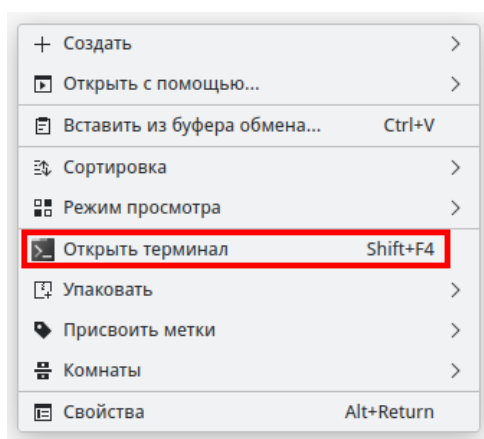 Создать
Открыть с помощью...
Вставить из буфера обмена... Ctrl+V
Сортировка
Режим просмотра
Открыть терминал Shift+F4
Упаковать
Присвоить метки
Комнаты
Свойства Alt+Return